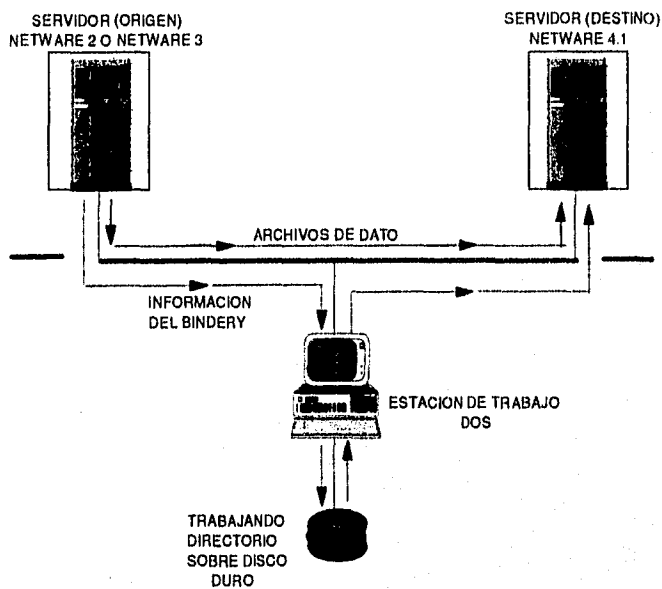 SERVIDOR (ORIGEN)
NETWARE 2 O NETWARE 3
SERVIDOR (DESTINO)
NETWARE 4.1
ARCHIVOS DE DATO
INFORMACION
DEL BINDERY
ESTACION DE TRABAJO
DOS
TRABAJANDO
DIRECTORIO
SOBRE DISCO
DURO